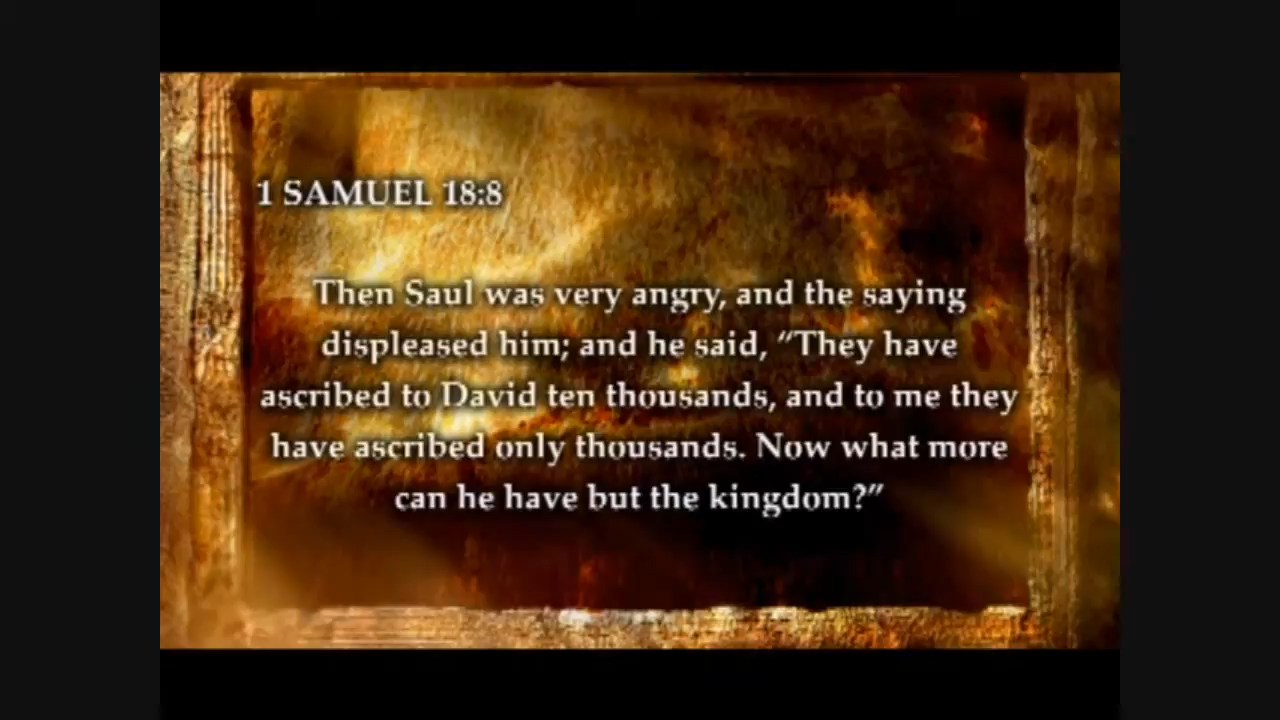 1 SAMUEL 18:8
Then Saul was very angry, and the saying
displeased him; and he said, “They have
ascribed to David ten thousands, and to me they
have ascribed only thousands. Now what more
can he have but the kingdom?”